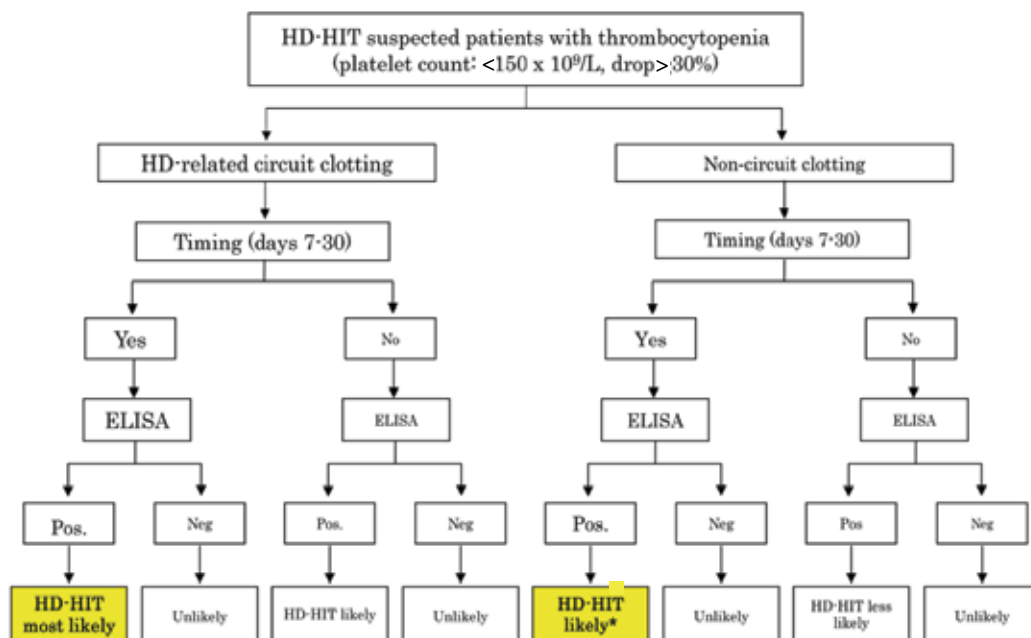 HD-HIT suspected patients with thrombocytopenia
(platelet count: <150 x 10⁹/L, drop>30%)
HD-related circuit clotting
Non-circuit clotting
Timing (days 7-30)
Timing (days 7-30)
Yes
No
Yes
No
ELISA
ELISA
ELISA
ELISA
Pos.
Neg
Pos.
Neg
Pos.
Neg
Pos
Neg
HD-HIT
most likely
Unlikely
HD-HIT likely
Unlikely
HD-HIT
likely*
Unlikely
HD-HIT less
likely
Unlikely